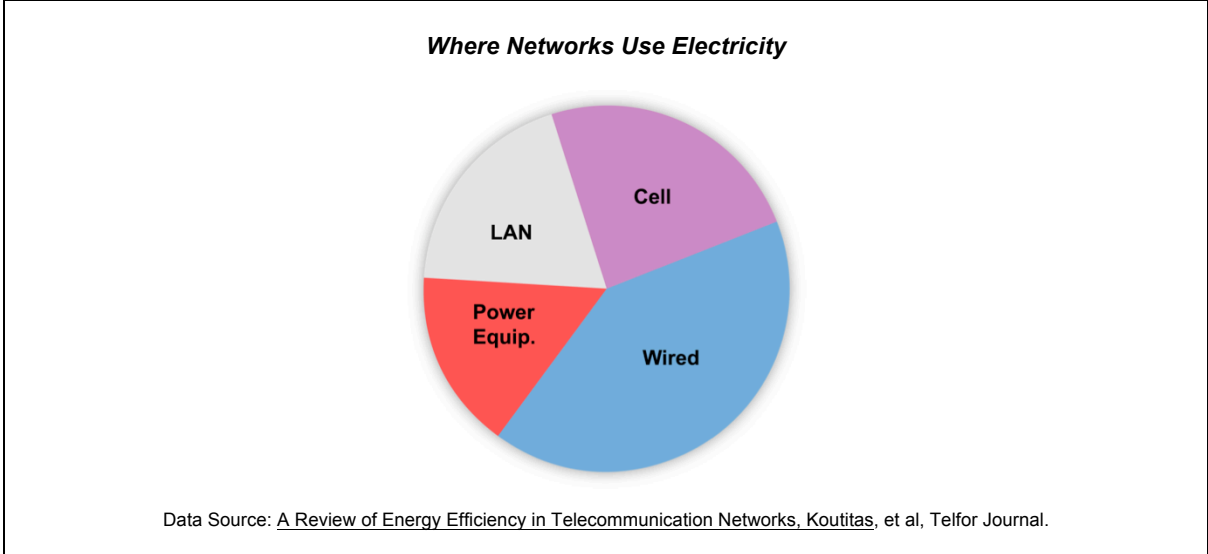 Where Networks Use Electricity
Cell
LAN
Power
Equip.
Wired
Data Source: A Review of Energy Efficiency in Telecommunication Networks, Koutitas, et al, Telfor Journal.